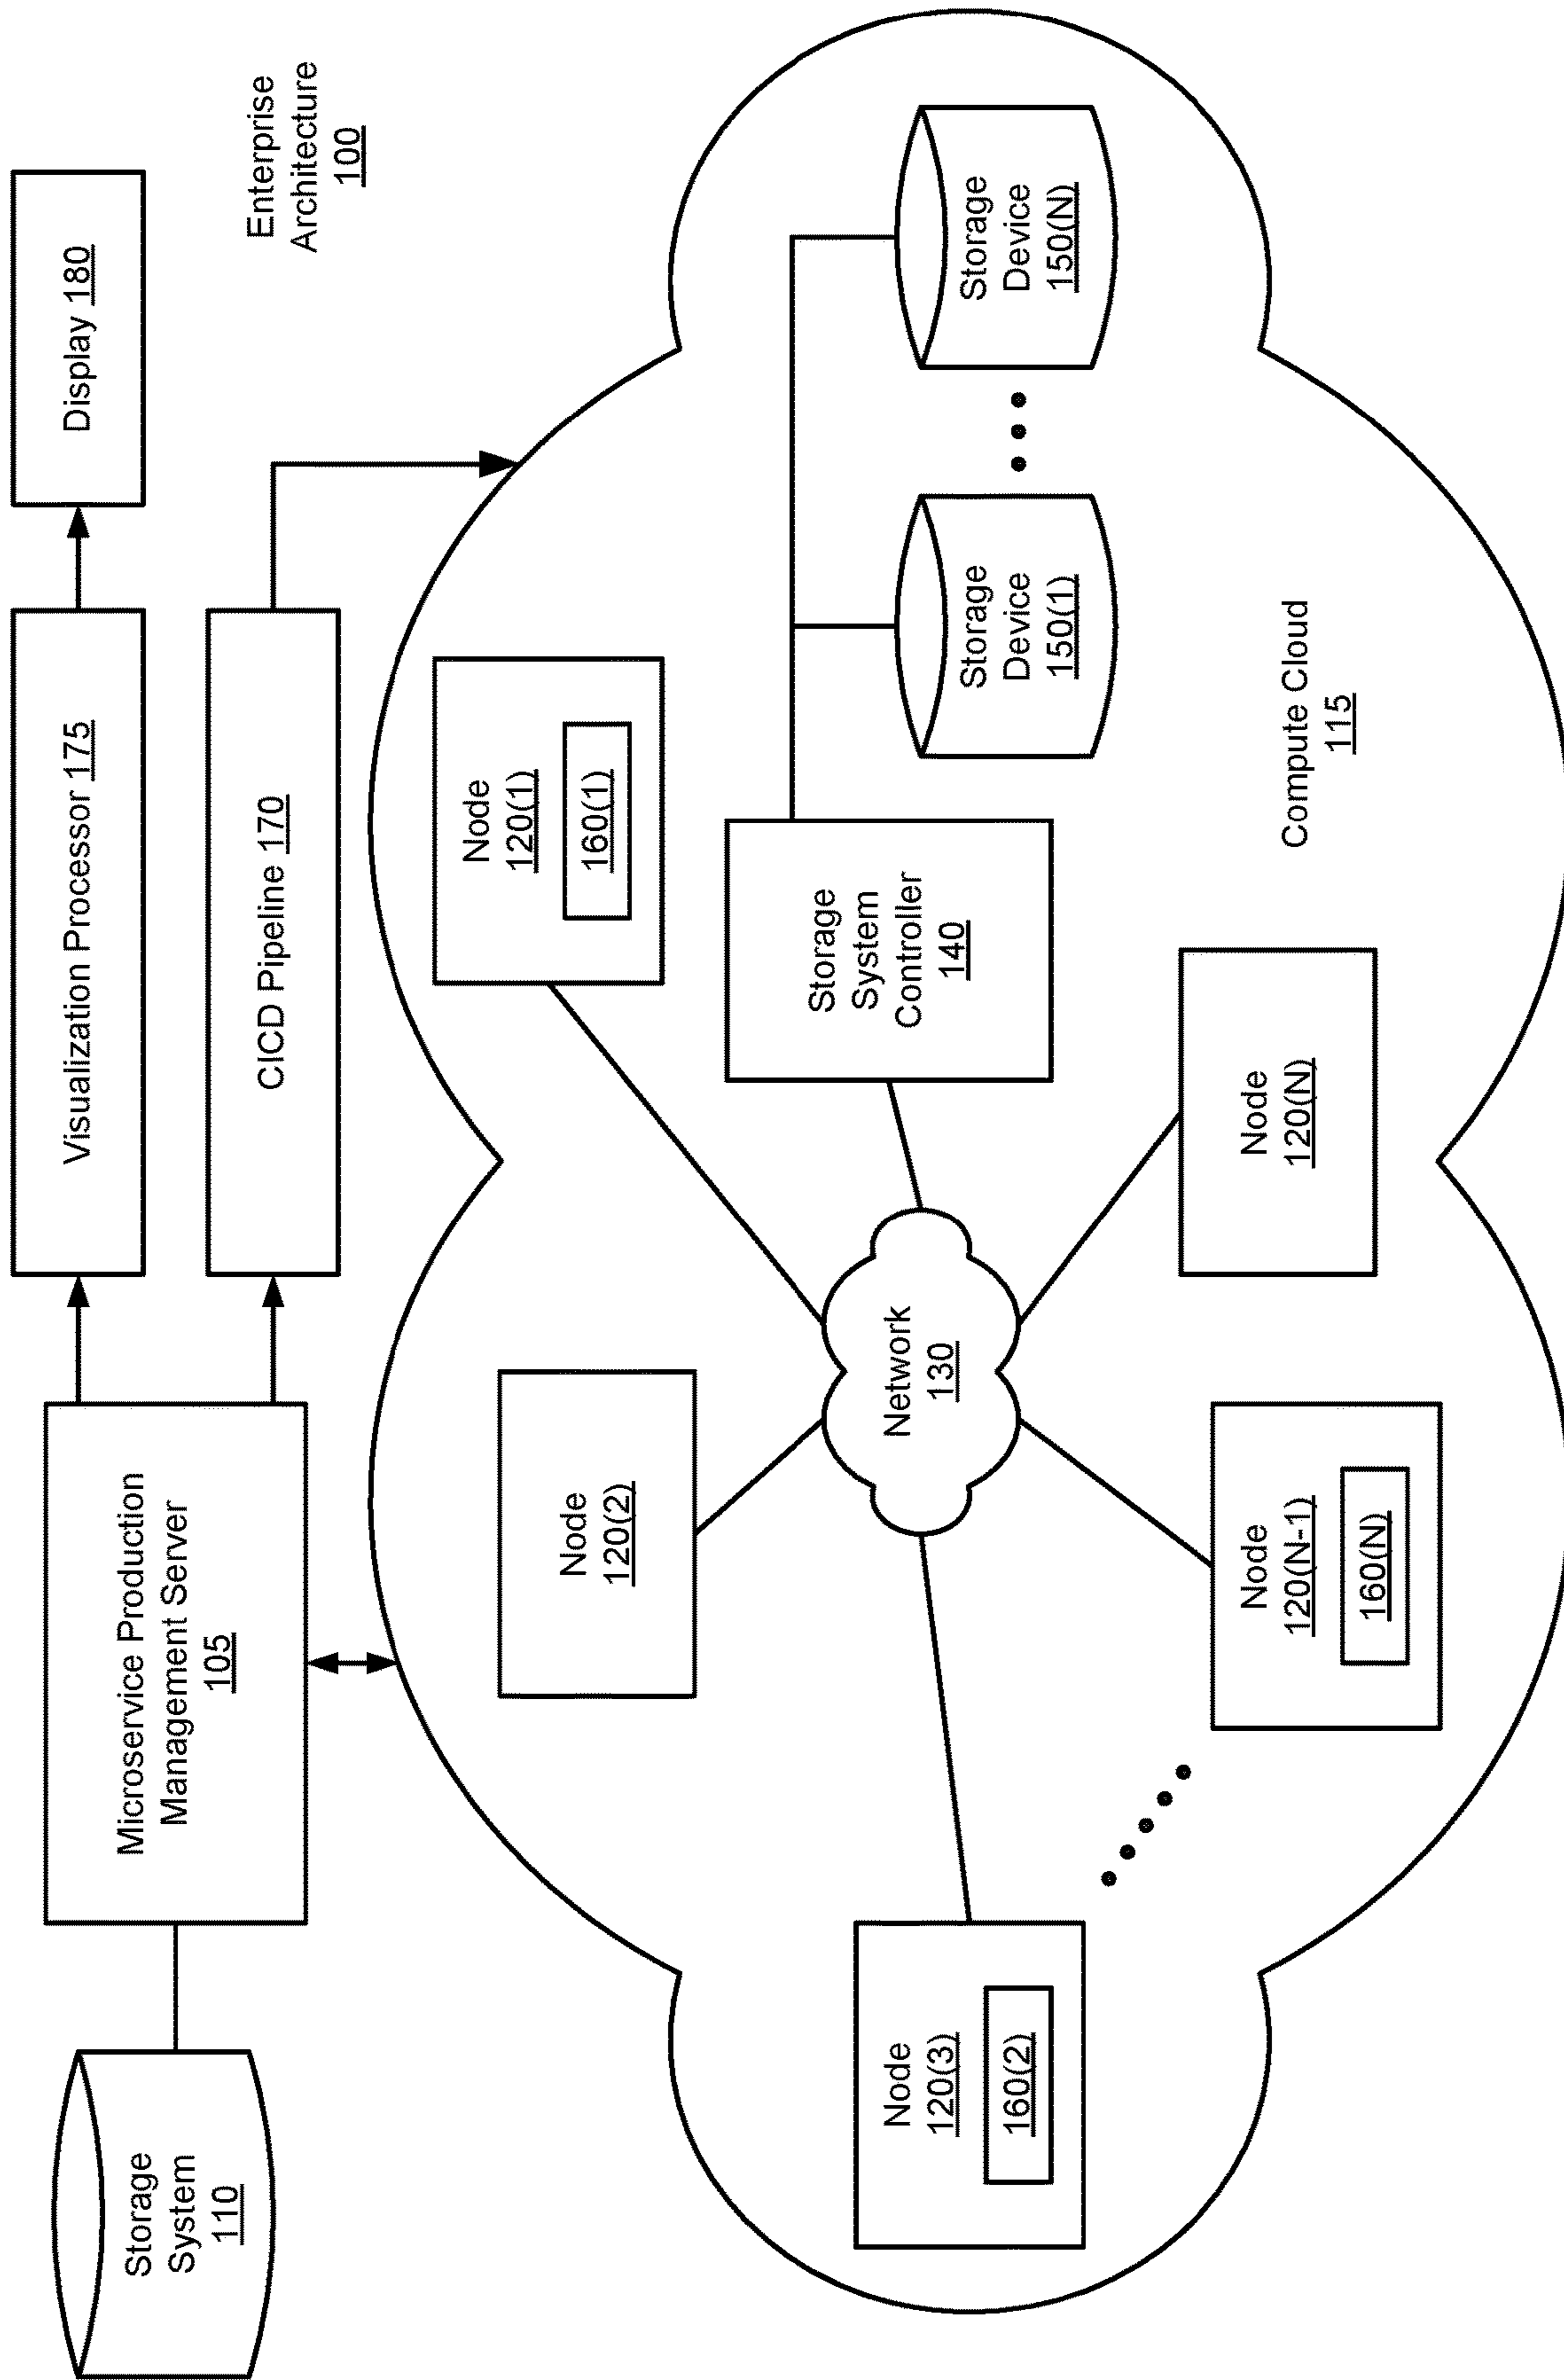 Storage
System
110
Microservice Production
Management Server
105
Visualization Processor 175
Display 180
CICD Pipeline 170
Enterprise
Architecture
100
Node
120(1)
160(1)
Node
120(2)
Storage
System
Controller
140
Storage
Device
150(1)
Storage
Device
150(N)
Network
130
Node
120(3)
160(2)
Node
120(N-1)
160(N)
Node
120(N)
Compute Cloud
115